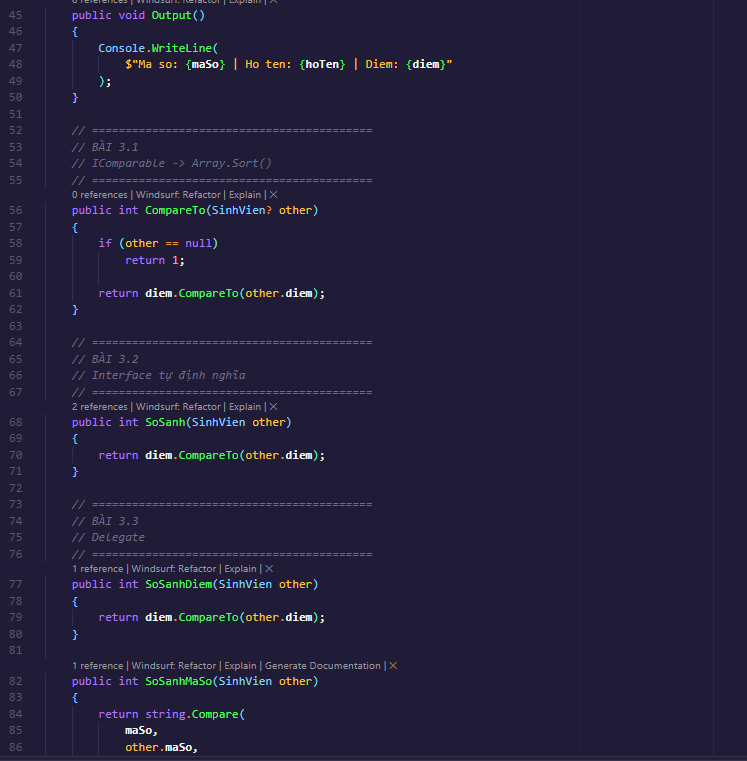 6 references | Windsurf: Refactor | Explain | ✕
45 public void Output()
46 {
47 Console.WriteLine(
48 $"Ma so: {maSo} | Ho ten: {hoTen} | Diem: {diem}"
49 );
50 }
51
52 // ==========================================
53 // BÀI 3.1
54 // IComparable -> Array.Sort()
55 // ==========================================
0 references | Windsurf: Refactor | Explain | ✕
56 public int CompareTo(SinhVien? other)
57 {
58 if (other == null)
59 return 1;
60
61 return diem.CompareTo(other.diem);
62 }
63
64 // ==========================================
65 // BÀI 3.2
66 // Interface tự định nghĩa
67 // ==========================================
2 references | Windsurf: Refactor | Explain | ✕
68 public int SoSanh(SinhVien other)
69 {
70 return diem.CompareTo(other.diem);
71 }
72
73 // ==========================================
74 // BÀI 3.3
75 // Delegate
76 // ==========================================
1 reference | Windsurf: Refactor | Explain | ✕
77 public int SoSanhDiem(SinhVien other)
78 {
79 return diem.CompareTo(other.diem);
80 }
81
1 reference | Windsurf: Refactor | Explain | Generate Documentation | ✕
82 public int SoSanhMaSo(SinhVien other)
83 {
84 return string.Compare(
85 maSo,
86 other.maSo,